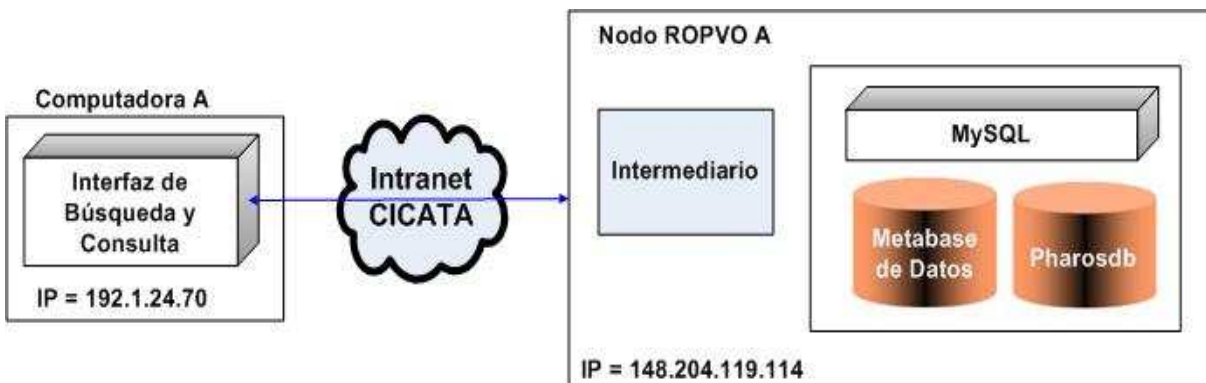 Computadora A
Interfaz de
Búsqueda y
Consulta
IP = 192.1.24.70
Intranet
CICATA
Nodo ROPVO A
Intermediario
MySQL
Metabase
de Datos
Pharosdb
IP = 148.204.119.114